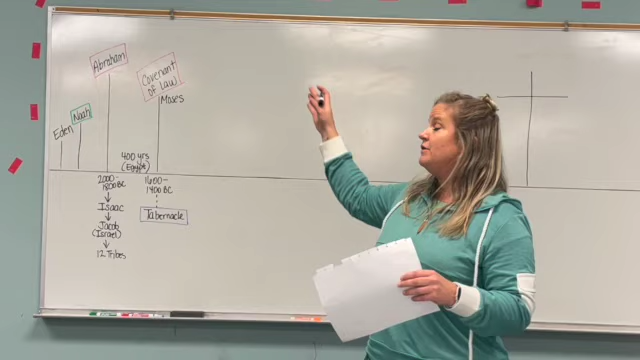 Eden
Noah
Abraham
Covenant
of Law
Moses
400 yrs
(Egypt)
2000-
1800 BC
Isaac
Jacob
(Israel)
12 Tribes
1600-
1400 BC
Tabernacle